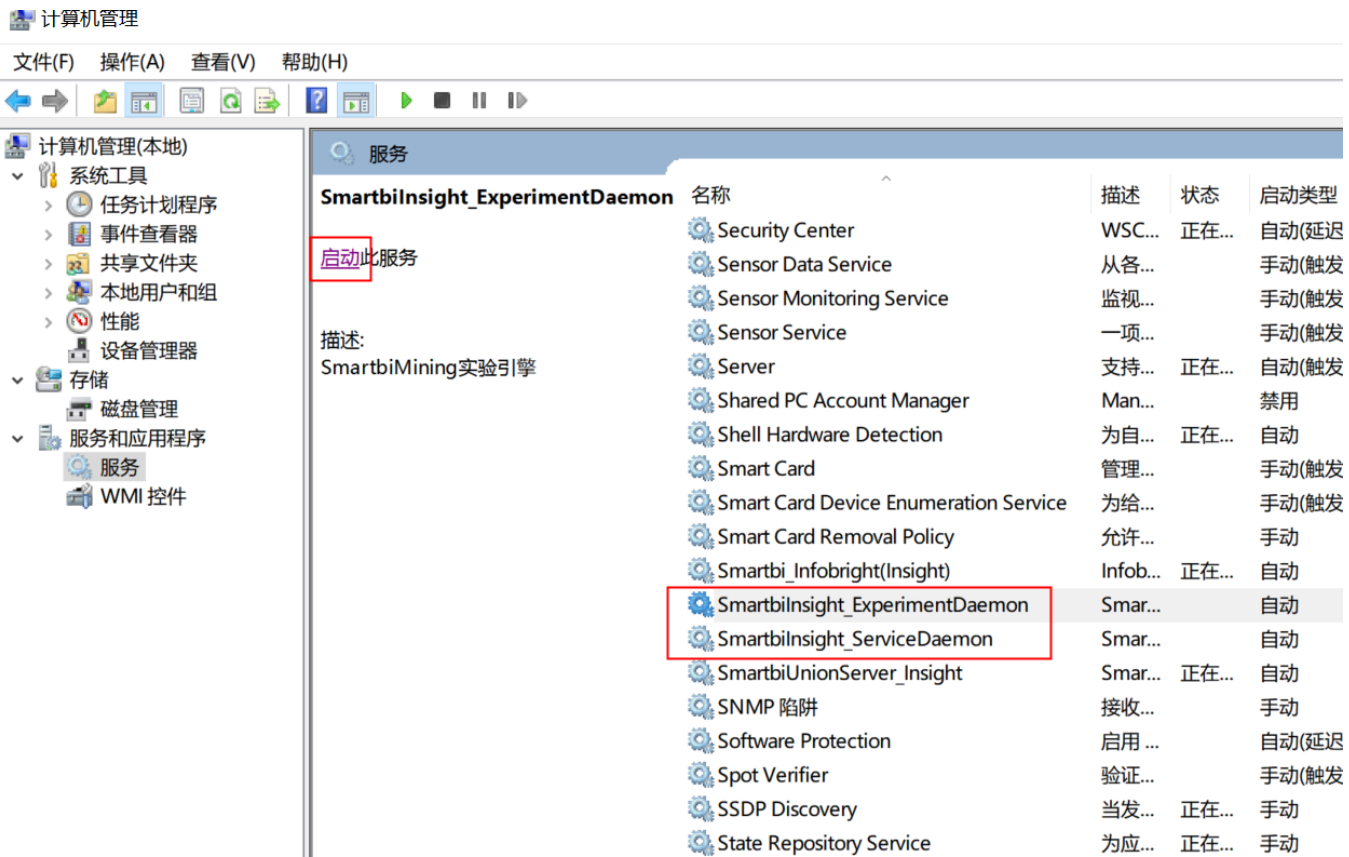 计算机管理
文件(F) 操作(A) 查看(V) 帮助(H)
计算机管理(本地)
系统工具
任务计划程序
事件查看器
共享文件夹
本地用户和组
性能
设备管理器
存储
磁盘管理
服务和应用程序
服务
WMI 控件
服务
SmartbiInsight_ExperimentDaemon
启动此服务
描述:
SmartbiMining实验引擎
名称 描述 状态 启动类型
Security Center WSC... 正在... 自动(延迟
Sensor Data Service 从各... 手动(触发
Sensor Monitoring Service 监视... 手动(触发
Sensor Service 一项... 手动(触发
Server 支持... 正在... 自动(触发
Shared PC Account Manager Man... 禁用
Shell Hardware Detection 为自... 正在... 自动
Smart Card 管理... 手动(触发
Smart Card Device Enumeration Service 为给... 手动(触发
Smart Card Removal Policy 允许... 手动
Smartbi_Infobright(Insight) Infob... 正在... 自动
SmartbiInsight_ExperimentDaemon Smar... 自动
SmartbiInsight_ServiceDaemon Smar... 自动
SmartbiUnionServer_Insight Smar... 正在... 自动
SNMP 陷阱 接收... 手动
Software Protection 启用 ... 自动(延迟
Spot Verifier 验证... 手动(触发
SSDP Discovery 当发... 正在... 手动
State Repository Service 为应... 正在... 手动